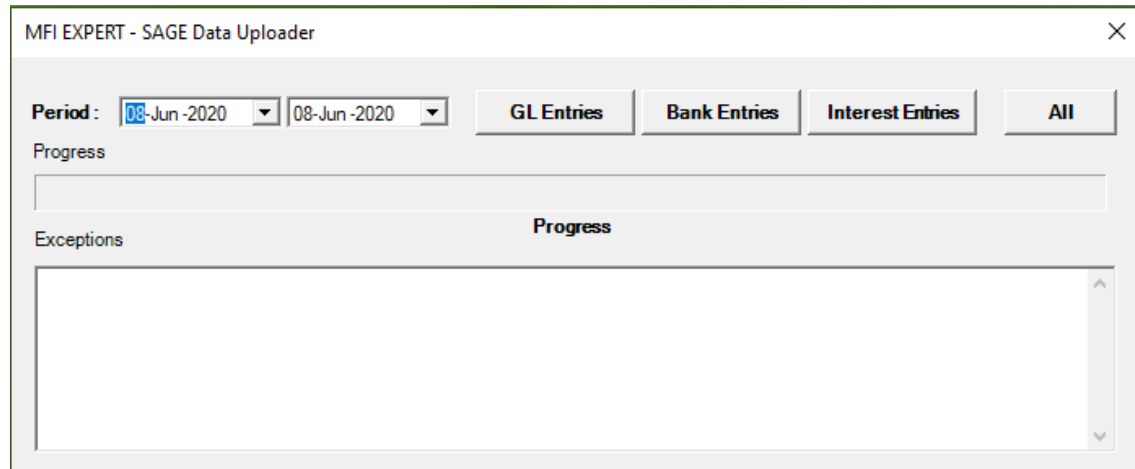 MFI EXPERT - SAGE Data Uploader
Period : 08-Jun -2020 08-Jun -2020 GL Entries Bank Entries Interest Entries All
Progress
Progress
Exceptions